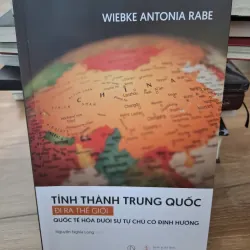 WIEBKE ANTONIA RABE
TỈNH THÀNH TRUNG QUỐC
ĐI RA THẾ GIỚI
QUỐC TẾ HÓA DƯỚI SỰ TỰ CHỦ CÓ ĐỊNH HƯỚNG